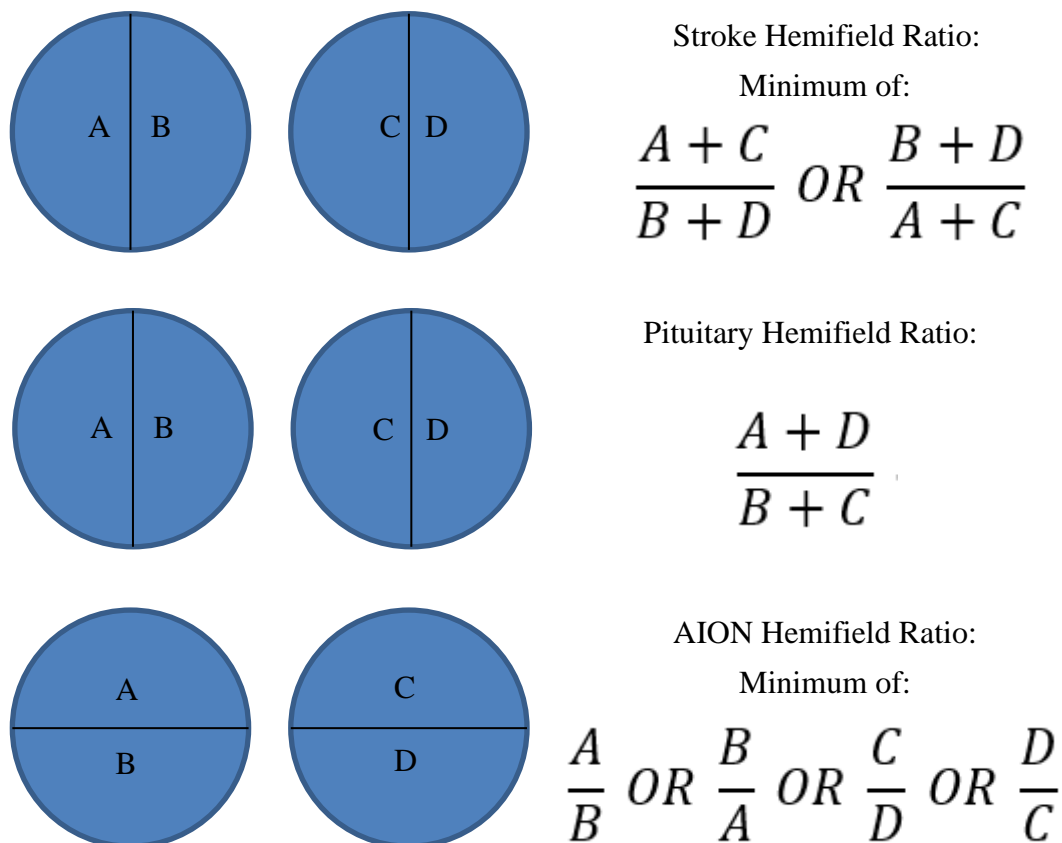 A B C D
Stroke Hemifield Ratio:
Minimum of:
A + C / B + D OR B + D / A + C
A B C D
Pituitary Hemifield Ratio:
A + D / B + C
A C
B D
AION Hemifield Ratio:
Minimum of:
A / B OR B / A OR C / D OR D / C